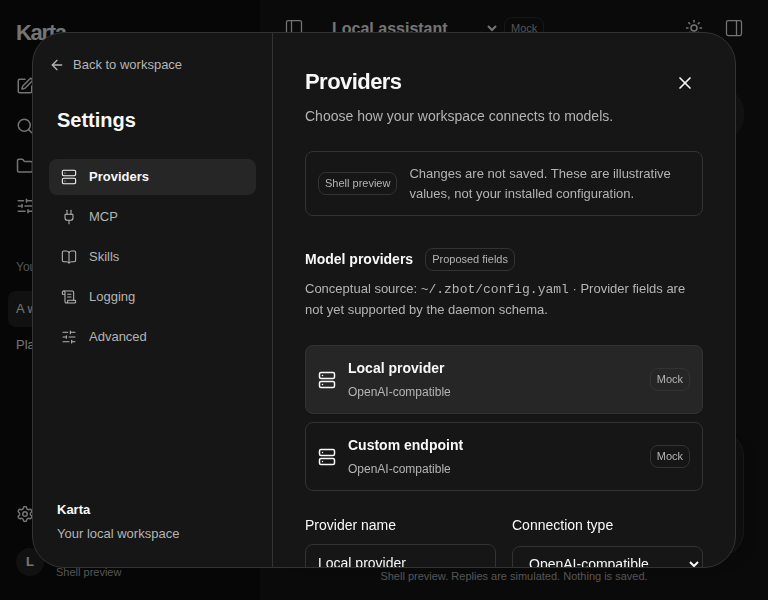 Karta
Local assistant
Mock
You
A w
Pla
L
Shell preview
Back to workspace
Settings
Providers
MCP
Skills
Logging
Advanced
Karta
Your local workspace
Providers
Choose how your workspace connects to models.
Shell preview
Changes are not saved. These are illustrative
values, not your installed configuration.
Model providers
Proposed fields
Conceptual source: ~/.zbot/config.yaml · Provider fields are
not yet supported by the daemon schema.
Local provider
OpenAI-compatible
Mock
Custom endpoint
OpenAI-compatible
Mock
Provider name
Connection type
Local provider
OpenAI-compatible
Shell preview. Replies are simulated. Nothing is saved.